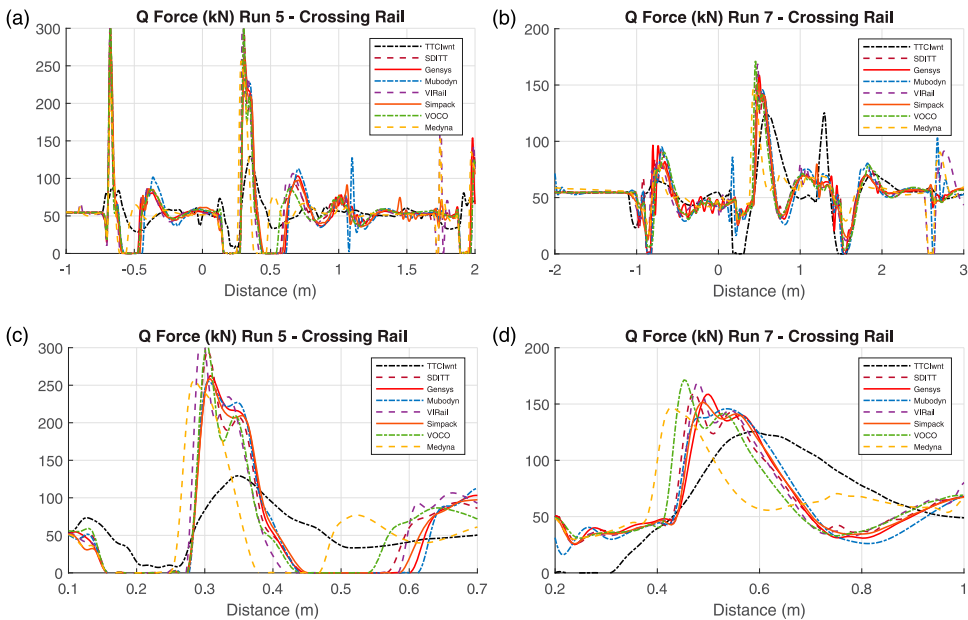 (a)
Q Force (kN) Run 5 - Crossing Rail
300
250
200
150
100
50
0
-1
-0.5
0
0.5
1
1.5
2
Distance (m)
TTCIwnt
SDITT
Gensys
Mubodyn
VIRail
Simpack
VOCO
Medyna
(b)
Q Force (kN) Run 7 - Crossing Rail
200
150
100
50
0
-2
-1
0
1
2
3
Distance (m)
TTCIwnt
SDITT
Gensys
Mubodyn
VIRail
Simpack
VOCO
Medyna
(c)
Q Force (kN) Run 5 - Crossing Rail
300
250
200
150
100
50
0
0.1
0.2
0.3
0.4
0.5
0.6
0.7
Distance (m)
TTCIwnt
SDITT
Gensys
Mubodyn
VIRail
Simpack
VOCO
Medyna
(d)
Q Force (kN) Run 7 - Crossing Rail
200
150
100
50
0
0.2
0.4
0.6
0.8
1
Distance (m)
TTCIwnt
SDITT
Gensys
Mubodyn
VIRail
Simpack
VOCO
Medyna